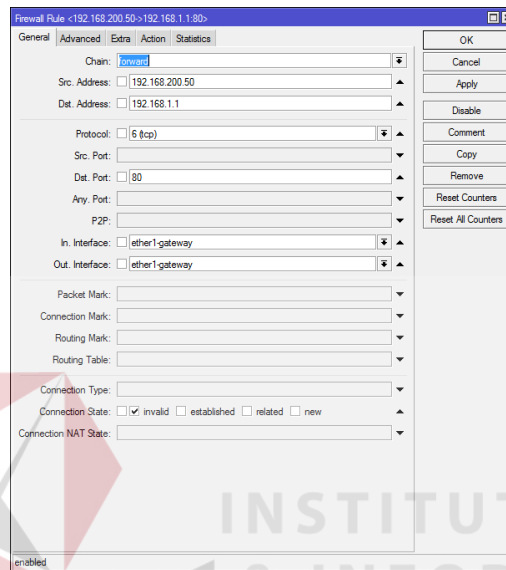 Firewall Rule <192.168.200.50->192.168.1.1:80>
General Advanced Extra Action Statistics
OK
Chain: forward
Cancel
Src. Address: 192.168.200.50
Apply
Dst. Address: 192.168.1.1
Disable
Protocol: 6 (tcp)
Comment
Src. Port:
Copy
Dst. Port: 80
Remove
Any. Port:
Reset Counters
P2P:
Reset All Counters
In. Interface: ether1-gateway
Out. Interface: ether1-gateway
Packet Mark:
Connection Mark:
Routing Mark:
Routing Table:
Connection Type:
Connection State: invalid established related new
Connection NAT State:
INSTITUT
enabled